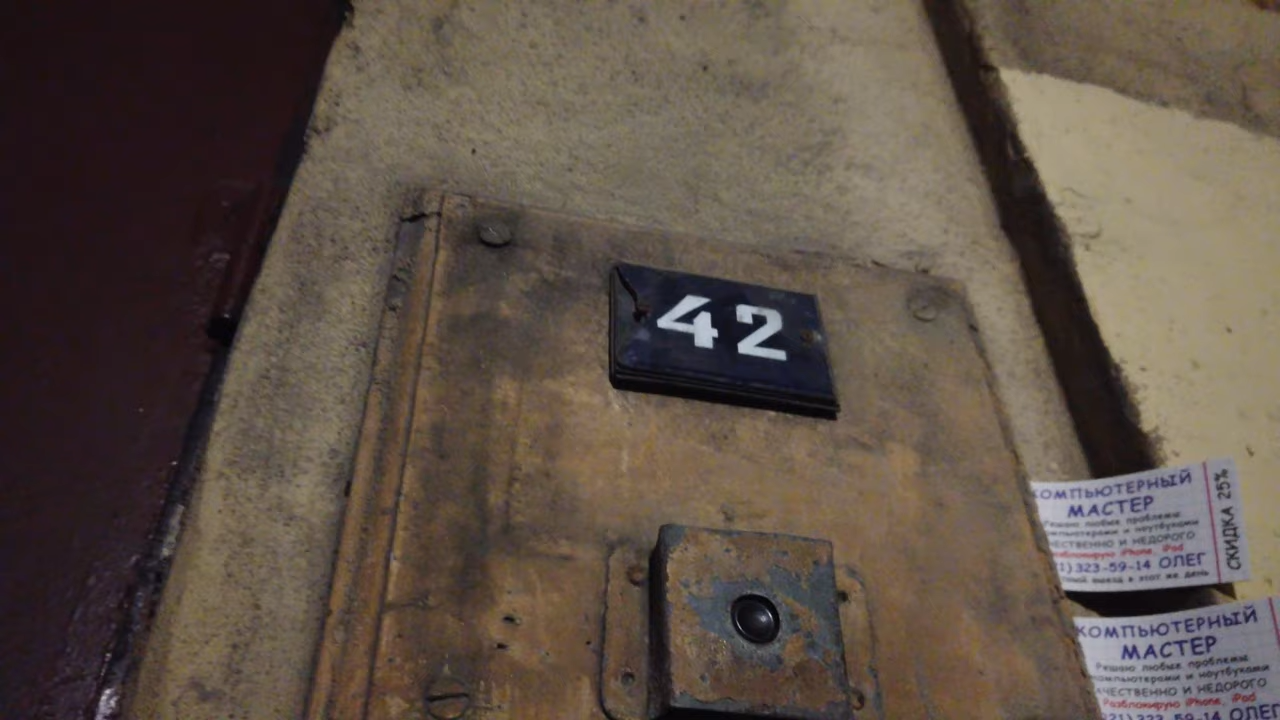 42
КОМПЬЮТЕРНЫЙ
МАСТЕР
Решаю любые проблемы
компьютерами и ноутбуками
КАЧЕСТВЕННО И НЕДОРОГО
Разблокирую iPhone, iPad
1)323-59-14 ОЛЕГ
выезд в этот же день
СКИДКА 25%
КОМПЬЮТЕРНЫЙ
МАСТЕР
Решаю любые проблемы
компьютерами и ноутбуками
КАЧЕСТВЕННО И НЕДОРОГО
Разблокирую iPhone, iPad
ОЛЕГ